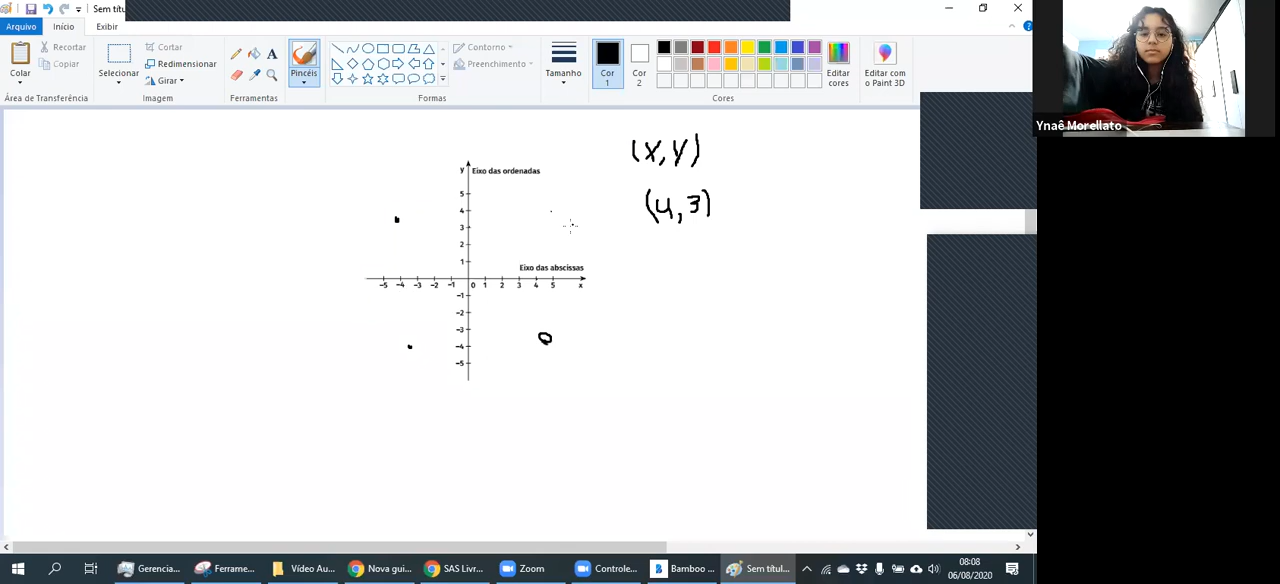 Sem títu
Arquivo Início Exibir
Colar
Recortar
Copiar
Área de Transferência
Selecionar
Cortar
Redimensionar
Girar
Imagem
A
Ferramentas
Pincéis
Contorno
Preenchimento
Formas
Tamanho
Cor 1
Cor 2
Cores
Editar cores
Editar com o Paint 3D
Ynaê Morellato
(x,y)
(4,3)
y Eixo das ordenadas
5
4
3
2
1
Eixo das abscissas
-5 -4 -3 -2 -1 0 1 2 3 4 5 x
-1
-2
-3
-4
-5
Gerencia... Ferrame... Vídeo Au... Nova gui... SAS Livr... Zoom Controle... Bamboo ... Sem títul... 08:08
06/08/2020